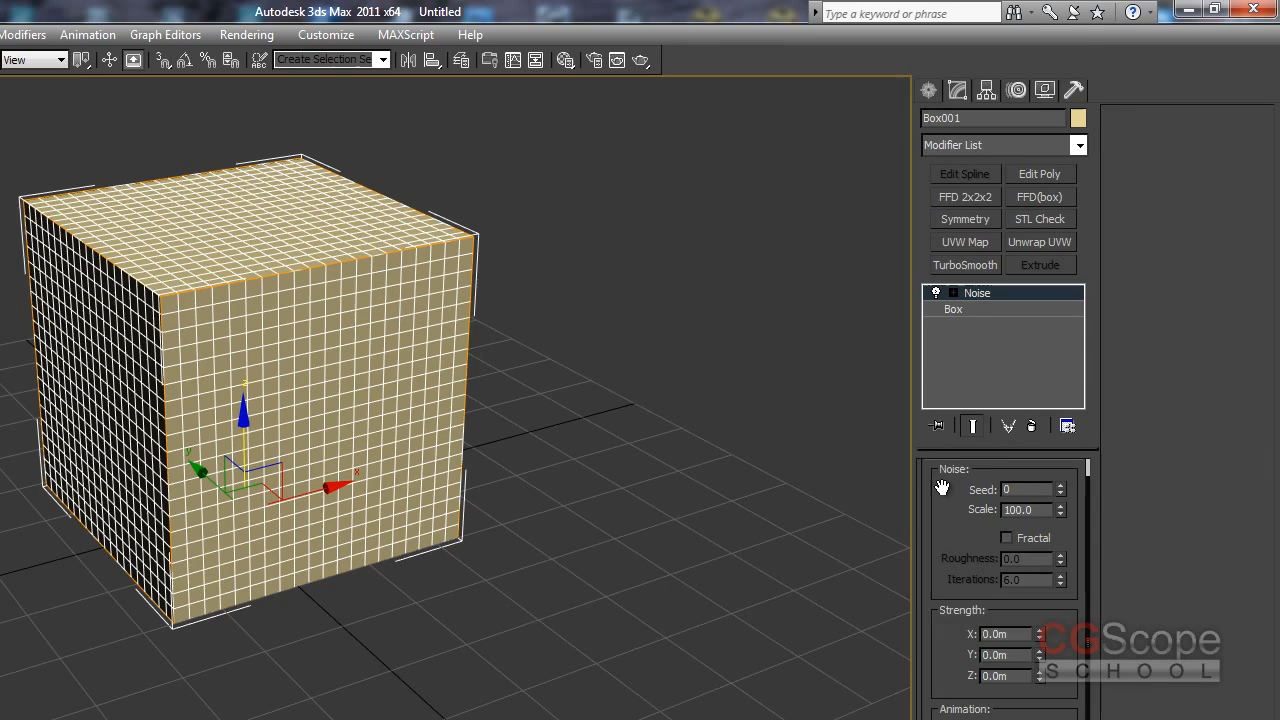 Autodesk 3ds Max 2011 x64 Untitled
Type a keyword or phrase
Modifiers Animation Graph Editors Rendering Customize MAXScript Help
View
ABC
Create Selection Se
Box001
Modifier List
Edit Spline Edit Poly
FFD 2x2x2 FFD(box)
Symmetry STL Check
UVW Map Unwrap UVW
TurboSmooth Extrude
Noise
Box
z
y
x
Noise:
Seed: 0
Scale: 100.0
Fractal
Roughness: 0.0
Iterations: 6.0
Strength:
X: 0.0m
Y: 0.0m
Z: 0.0m
CGScope
SCHOOL
Animation: